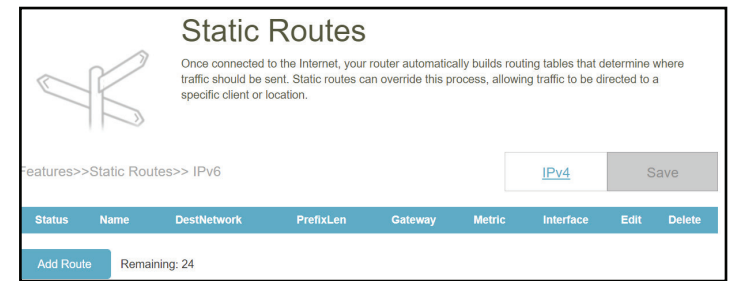 Static Routes
Once connected to the Internet, your router automatically builds routing tables that determine where
traffic should be sent. Static routes can override this process, allowing traffic to be directed to a
specific client or location.
Features>>Static Routes>> IPv6
IPv4
Save
Status Name DestNetwork PrefixLen Gateway Metric Interface Edit Delete
Add Route Remaining: 24